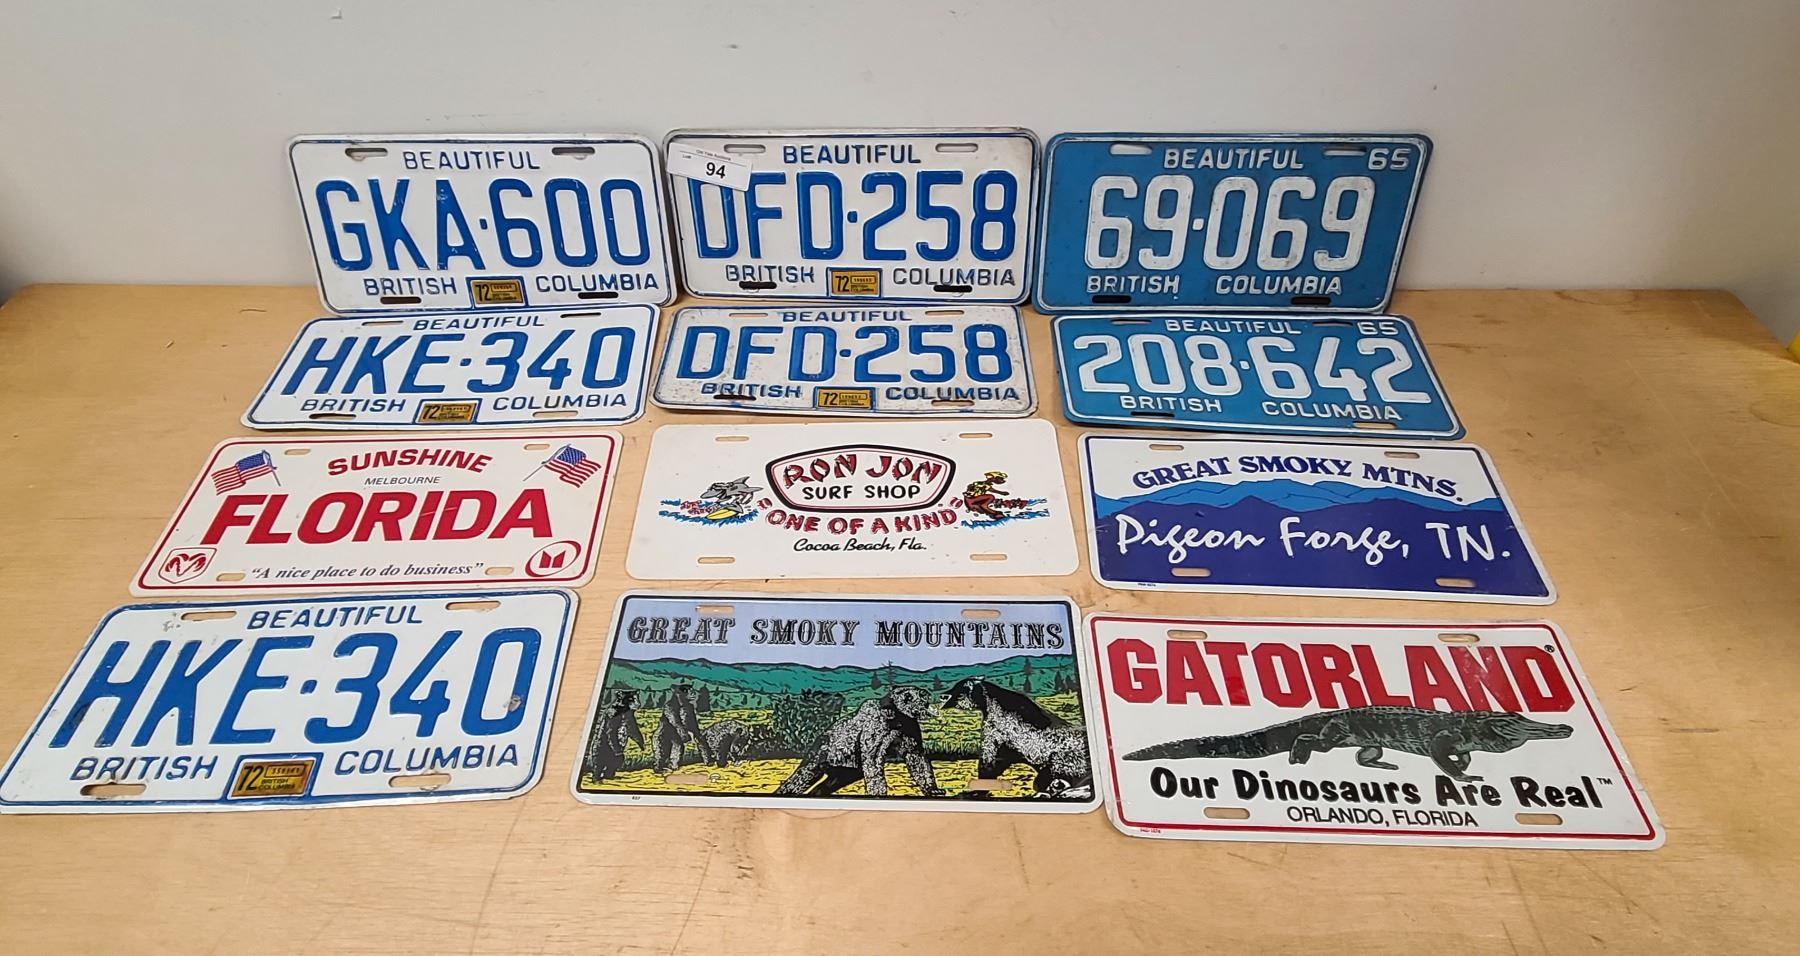 BEAUTIFUL
GKA·600
BRITISH 72 COLUMBIA
94
BEAUTIFUL
DFD·258
BRITISH 72 COLUMBIA
BEAUTIFUL 65
69·069
BRITISH COLUMBIA
BEAUTIFUL
HKE·340
BRITISH 72 COLUMBIA
BEAUTIFUL
DFD·258
BRITISH 72 COLUMBIA
BEAUTIFUL 65
208·642
BRITISH COLUMBIA
SUNSHINE
MELBOURNE
FLORIDA
"A nice place to do business"
RON JON
SURF SHOP
ONE OF A KIND
Cocoa Beach, Fla.
GREAT SMOKY MTNS.
Pigeon Forge, TN.
BEAUTIFUL
HKE·340
BRITISH 72 COLUMBIA
GREAT SMOKY MOUNTAINS
GATORLAND®
Our Dinosaurs Are Real™
ORLANDO, FLORIDA